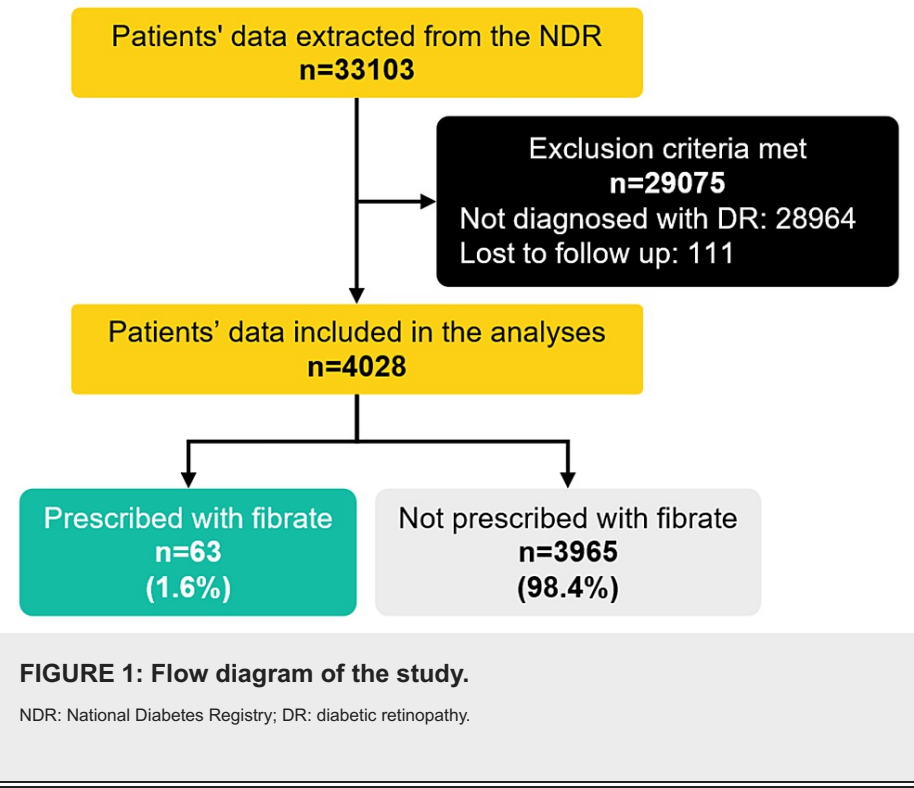 Patients' data extracted from the NDR
n=33103
Exclusion criteria met
n=29075
Not diagnosed with DR: 28964
Lost to follow up: 111
Patients’ data included in the analyses
n=4028
Prescribed with fibrate
n=63
(1.6%)
Not prescribed with fibrate
n=3965
(98.4%)
FIGURE 1: Flow diagram of the study.
NDR: National Diabetes Registry; DR: diabetic retinopathy.